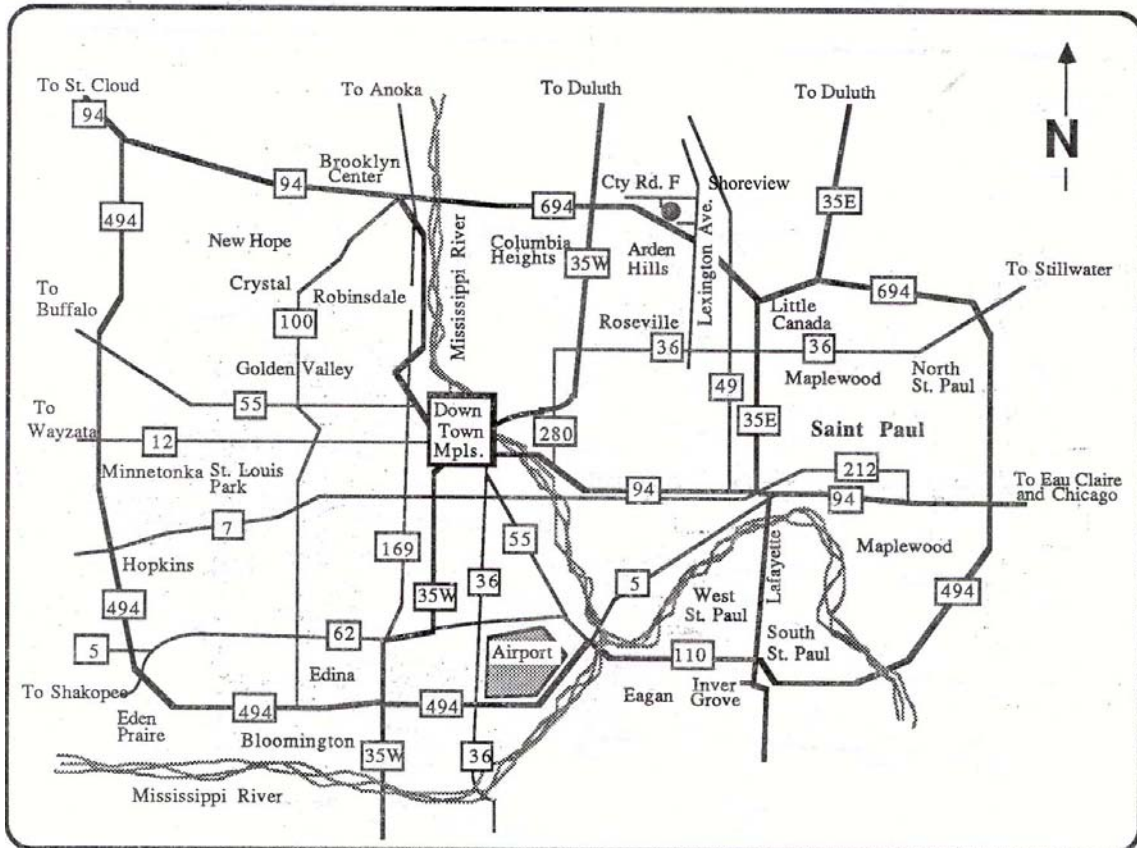 To St. Cloud
94
To Anoka
To Duluth
To Duluth
N
Brooklyn
Center
94
Cty Rd. F
Shoreview
494
694
35E
New Hope
Mississippi River
Columbia
Heights
35W
Arden
Hills
Lexington Ave.
To Stillwater
To
Buffalo
Crystal
Robinsdale
100
694
Little
Canada
Roseville
36
36
Golden Valley
Maplewood
North
St. Paul
55
49
To
Wayzata
12
Down
Town
Mpls.
280
35E
Saint Paul
Minnetonka
St. Louis
Park
212
94
94
To Eau Claire
and Chicago
7
55
169
Hopkins
36
5
Lafayette
Maplewood
494
35W
West
St. Paul
494
62
5
Airport
110
South
St. Paul
Edina
To Shakopee
Eagan
Inver
Grove
Eden
Praire
494
494
Bloomington
35W
36
Mississippi River